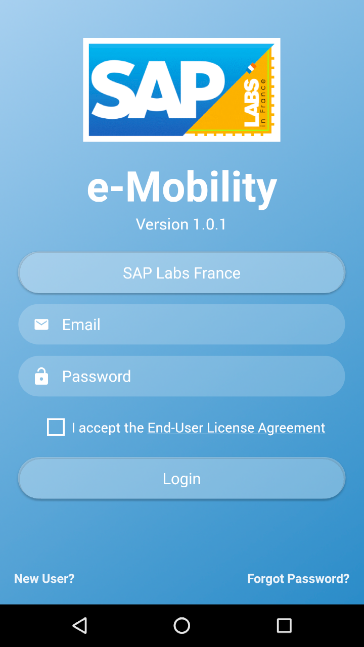 SAP
LABS
in France
e-Mobility
Version 1.0.1
SAP Labs France
Email
Password
I accept the End-User License Agreement
Login
New User?
Forgot Password?